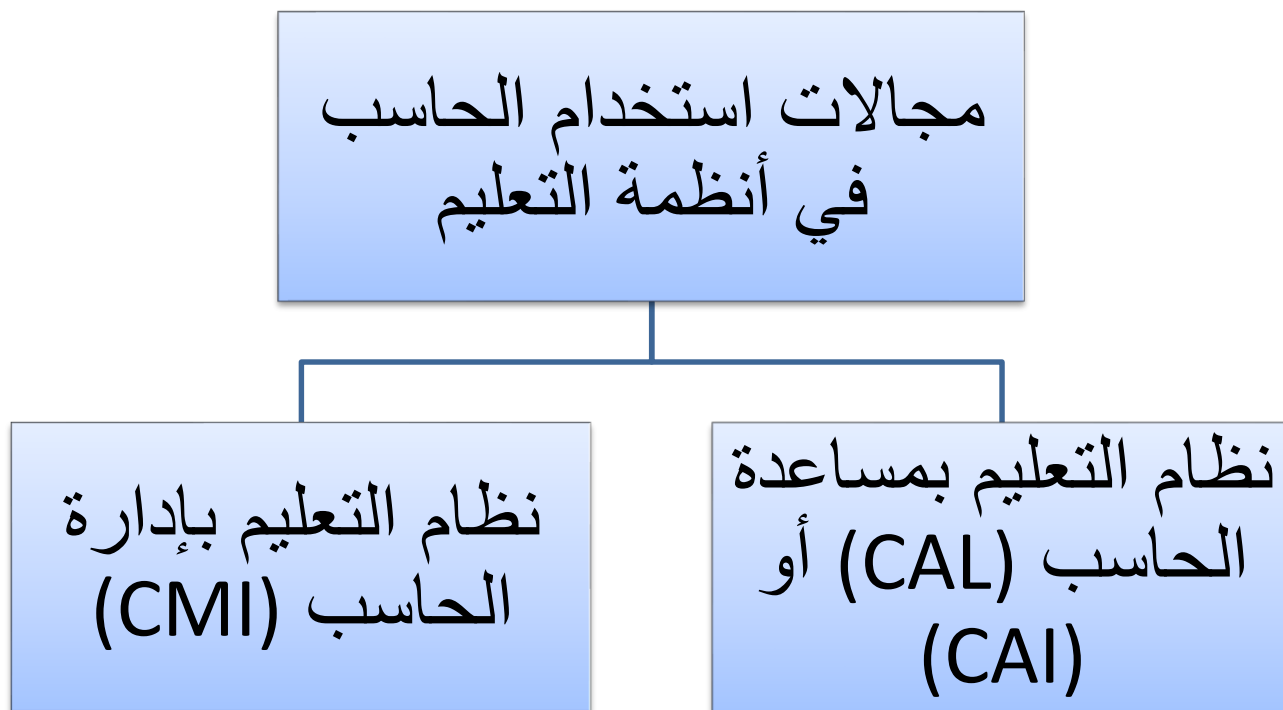 مجالات استخدام الحاسب
في أنظمة التعليم
نظام التعليم بمساعدة
الحاسب (CAL) أو
(CAI)
نظام التعليم بإدارة
الحاسب (CMI)